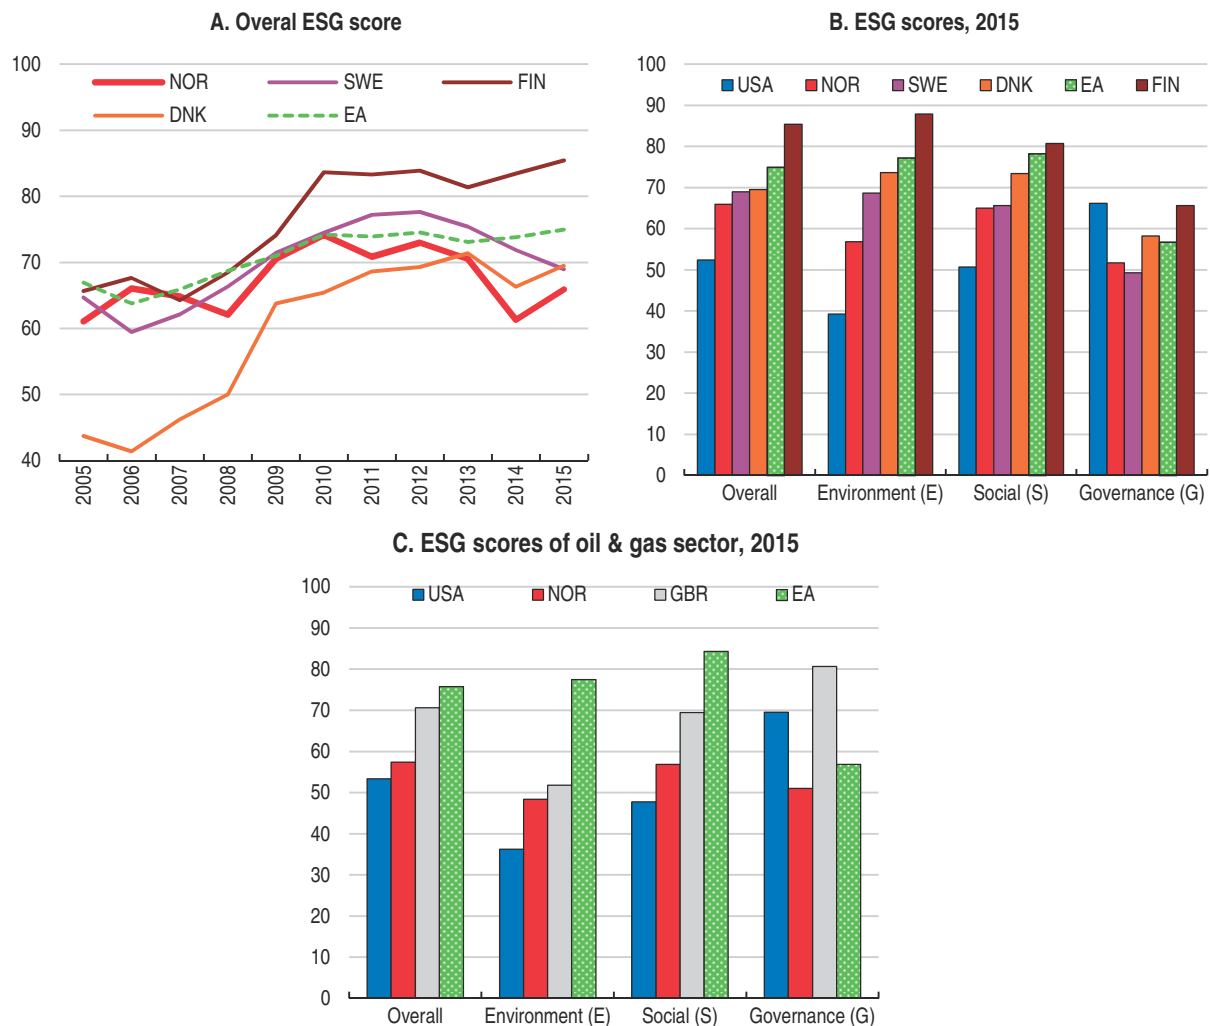 A. Overal ESG score
100
NOR SWE FIN
DNK EA
90
80
70
60
50
40
2005 2006 2007 2008 2009 2010 2011 2012 2013 2014 2015
B. ESG scores, 2015
100
USA NOR SWE DNK EA FIN
90
80
70
60
50
40
30
20
10
0
Overall Environment (E) Social (S) Governance (G)
C. ESG scores of oil & gas sector, 2015
100
USA NOR GBR EA
90
80
70
60
50
40
30
20
10
0
Overall Environment (E) Social (S) Governance (G)